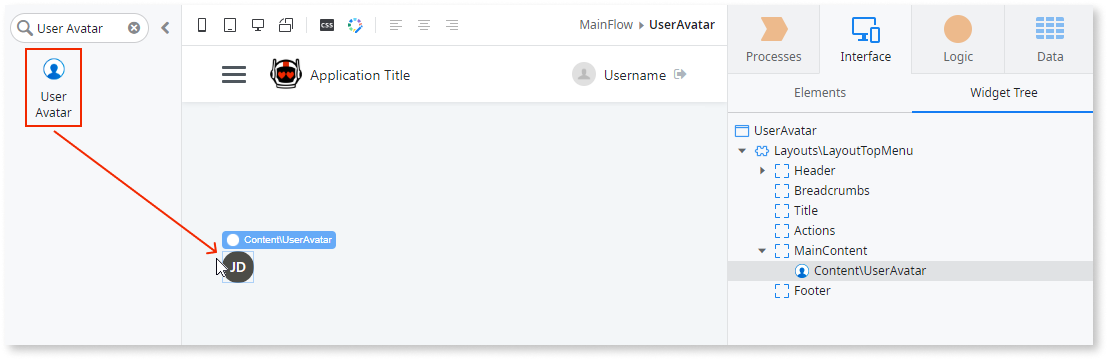 User Avatar
User
Avatar
CSS
MainFlow UserAvatar
Application Title
Username
Content\UserAvatar
JD
Processes
Interface
Logic
Data
Elements
Widget Tree
UserAvatar
Layouts\LayoutTopMenu
Header
Breadcrumbs
Title
Actions
MainContent
Content\UserAvatar
Footer